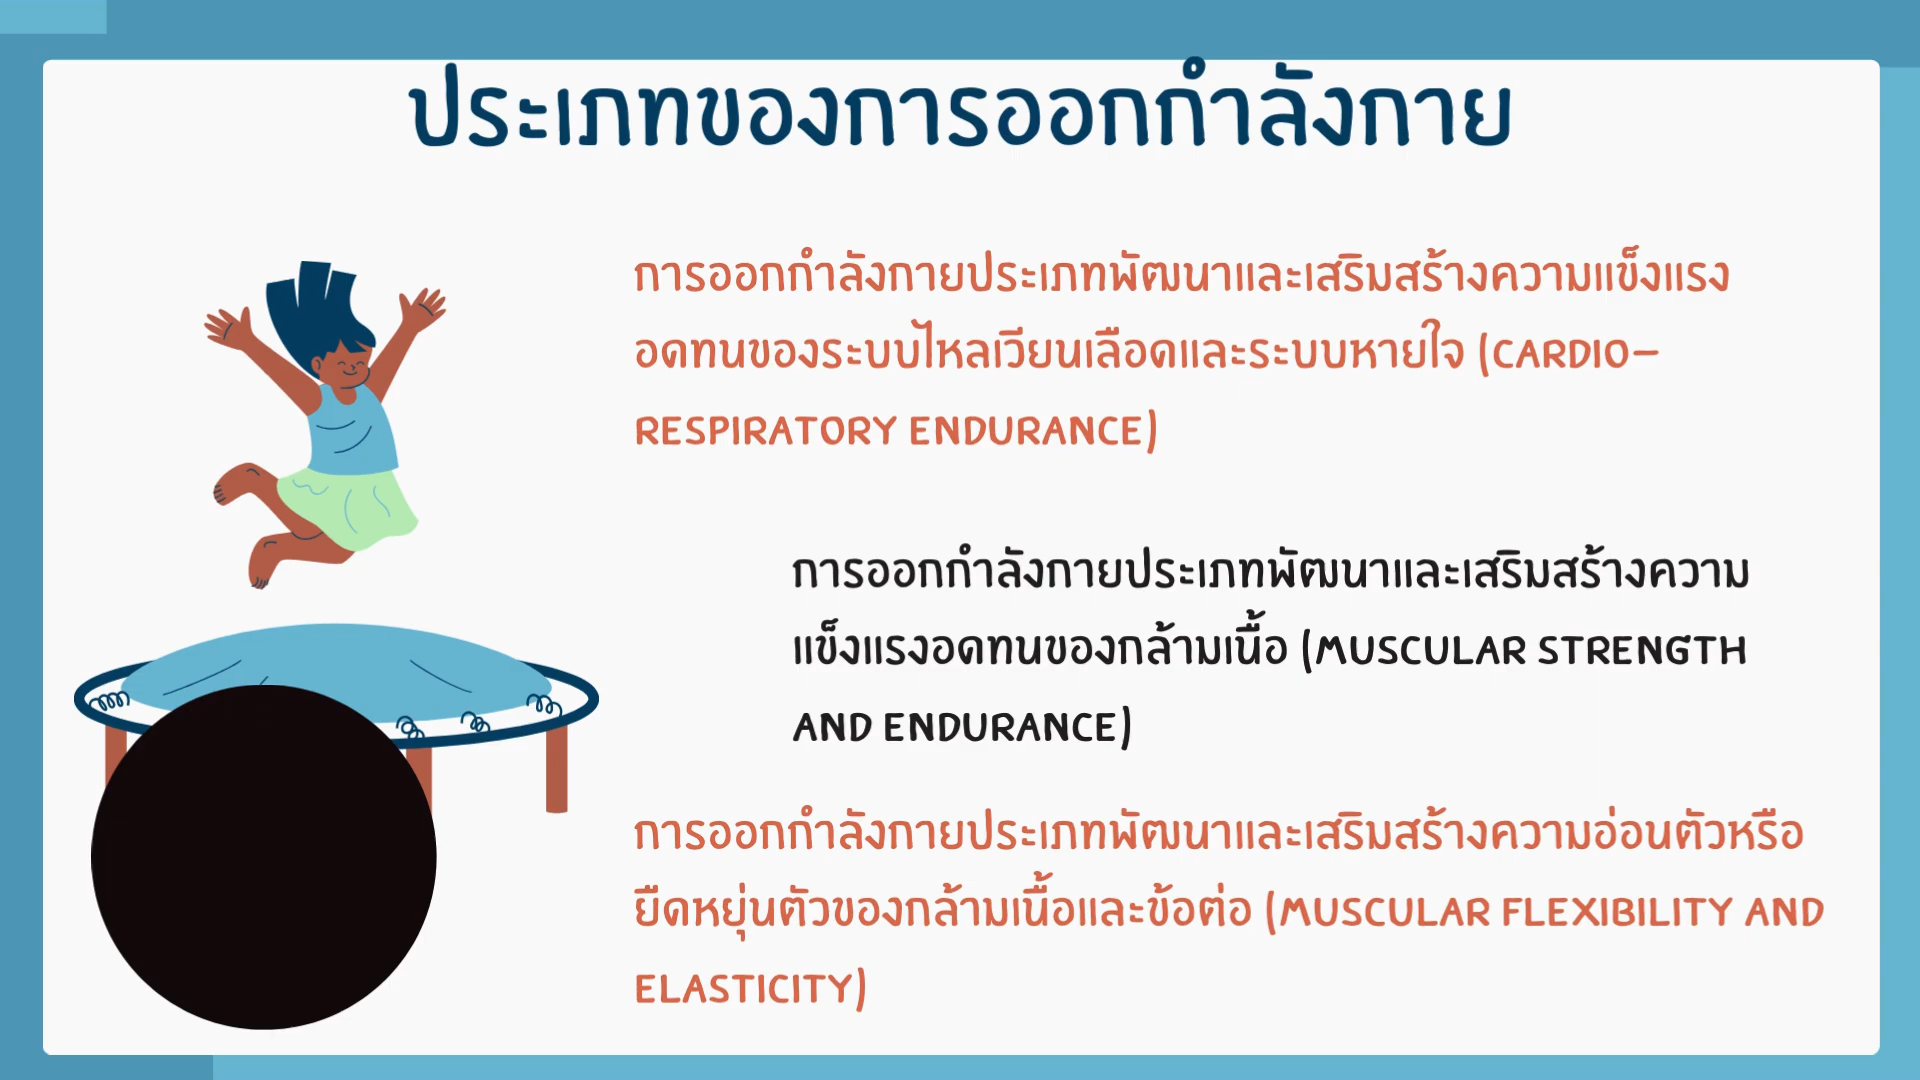 ประเภทของการออกกำลังกาย
การออกกำลังกายประเภทพัฒนาและเสริมสร้างความแข็งแรง
อดทนของระบบไหลเวียนเลือดและระบบหายใจ (CARDIO-
RESPIRATORY ENDURANCE)
การออกกำลังกายประเภทพัฒนาและเสริมสร้างความ
แข็งแรงอดทนของกล้ามเนื้อ (MUSCULAR STRENGTH
AND ENDURANCE)
การออกกำลังกายประเภทพัฒนาและเสริมสร้างความอ่อนตัวหรือ
ยืดหยุ่นตัวของกล้ามเนื้อและข้อต่อ (MUSCULAR FLEXIBILITY AND
ELASTICITY)